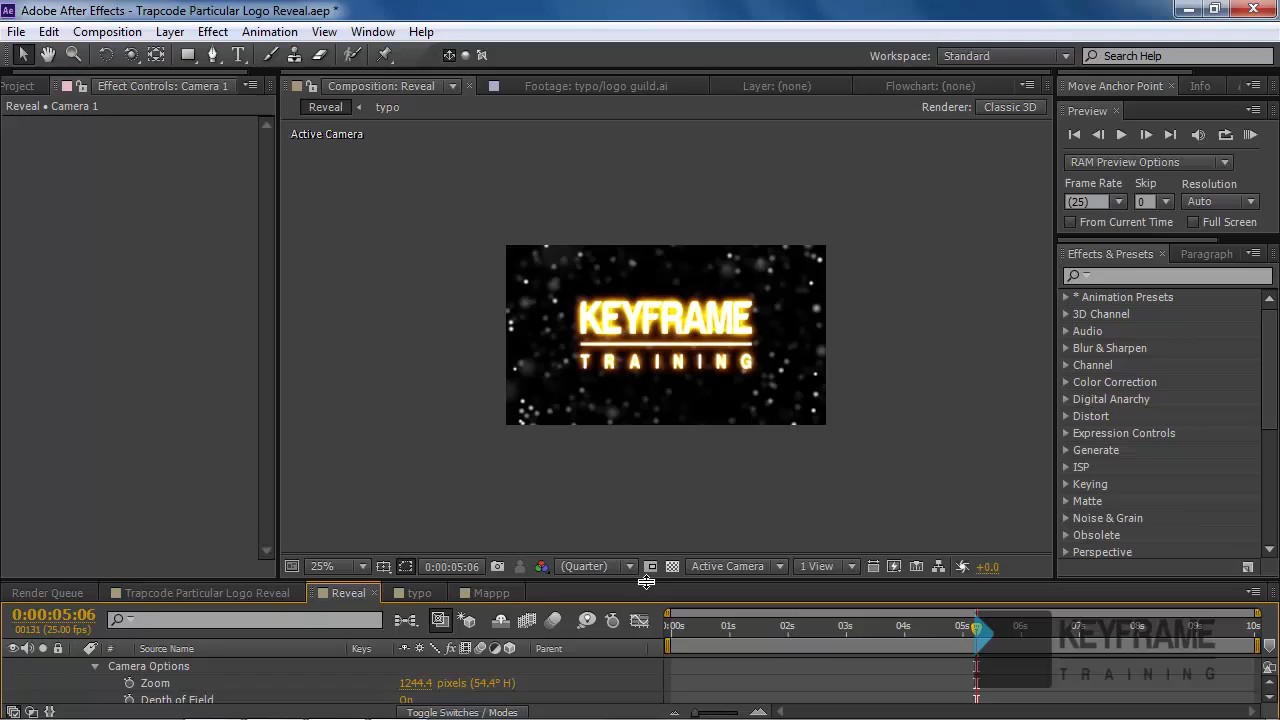 Adobe After Effects - Trapcode Particular Logo Reveal.aep *
File Edit Composition Layer Effect Animation View Window Help
Workspace: Standard Search Help
Project Effect Controls: Camera 1 Composition: Reveal Footage: typo/logo guild.ai Layer: (none) Flowchart: (none) Move Anchor Point Info
Reveal • Camera 1 Reveal typo Renderer: Classic 3D
Preview
Active Camera
RAM Preview Options
Frame Rate Skip Resolution
(25) 0 Auto
From Current Time Full Screen
Effects & Presets Paragraph
* Animation Presets
3D Channel
Audio
Blur & Sharpen
Channel
Color Correction
Digital Anarchy
Distort
Expression Controls
Generate
ISP
Keying
Matte
Noise & Grain
Obsolete
Perspective
KEYFRAME
TRAINING
25% 0:00:05:06 (Quarter) Active Camera 1 View +0.0
Render Queue Trapcode Particular Logo Reveal Reveal typo Mappp
0:00:05:06
00131 (25.00 fps)
:00s 01s 02s 03s 04s 05s 06s 07s 08s 09s 10s
# Source Name Keys Parent
Camera Options
Zoom 1244.4 pixels (54.4° H)
Depth of Field On
Toggle Switches / Modes
KEYFRAME
TRAINING